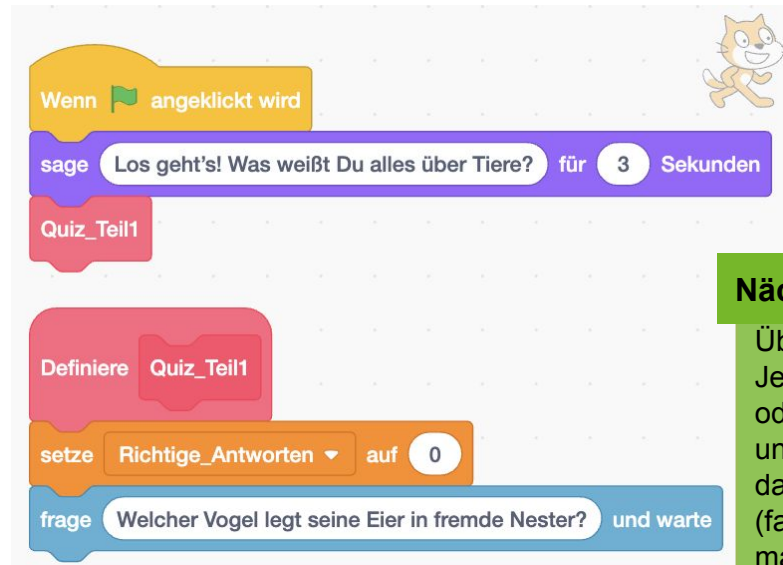 Wenn angeklickt wird
sage Los geht's! Was weißt Du alles über Tiere? für 3 Sekunden
Quiz_Teil1
Definiere Quiz_Teil1
setze Richtige_Antworten auf 0
frage Welcher Vogel legt seine Eier in fremde Nester? und warte